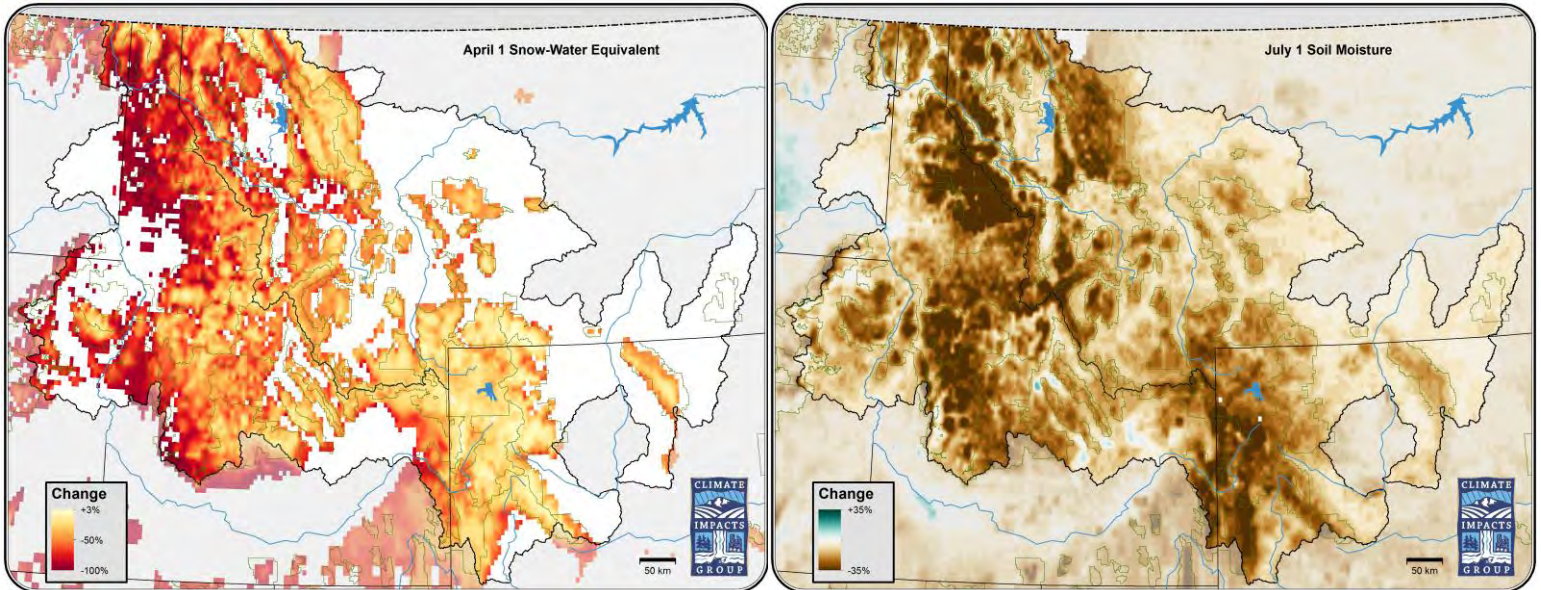 April 1 Snow-Water Equivalent
Change
+3%
-50%
-100%
50 km
CLIMATE
IMPACTS
GROUP
July 1 Soil Moisture
Change
+35%
-35%
50 km
CLIMATE
IMPACTS
GROUP